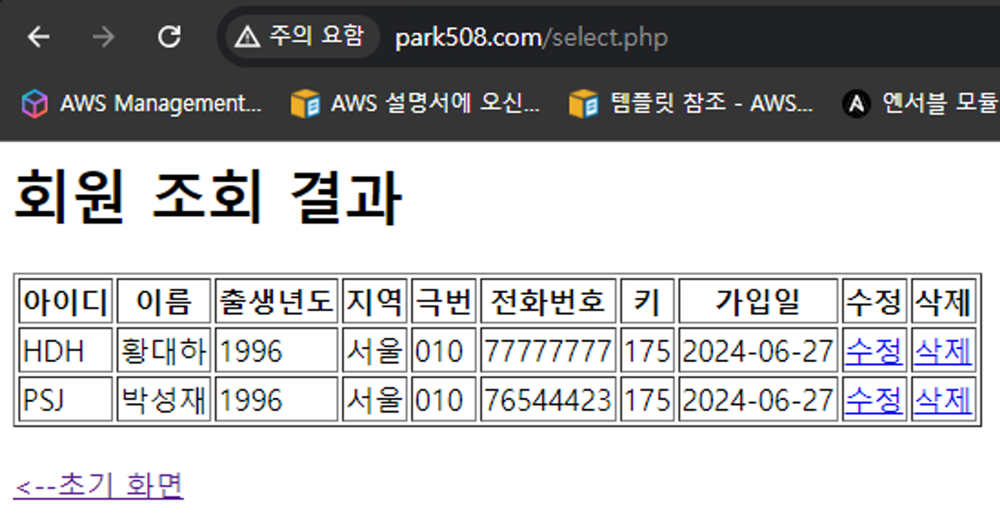 주의 요함 park508.com/select.php
AWS Management... AWS 설명서에 오신... 템플릿 참조 - AWS... 앤서블 모듈
회원 조회 결과
아이디 이름 출생년도 지역 극번 전화번호 키 가입일 수정 삭제
HDH 황대하 1996 서울 010 77777777 175 2024-06-27 수정 삭제
PSJ 박성재 1996 서울 010 76544423 175 2024-06-27 수정 삭제
<--초기 화면